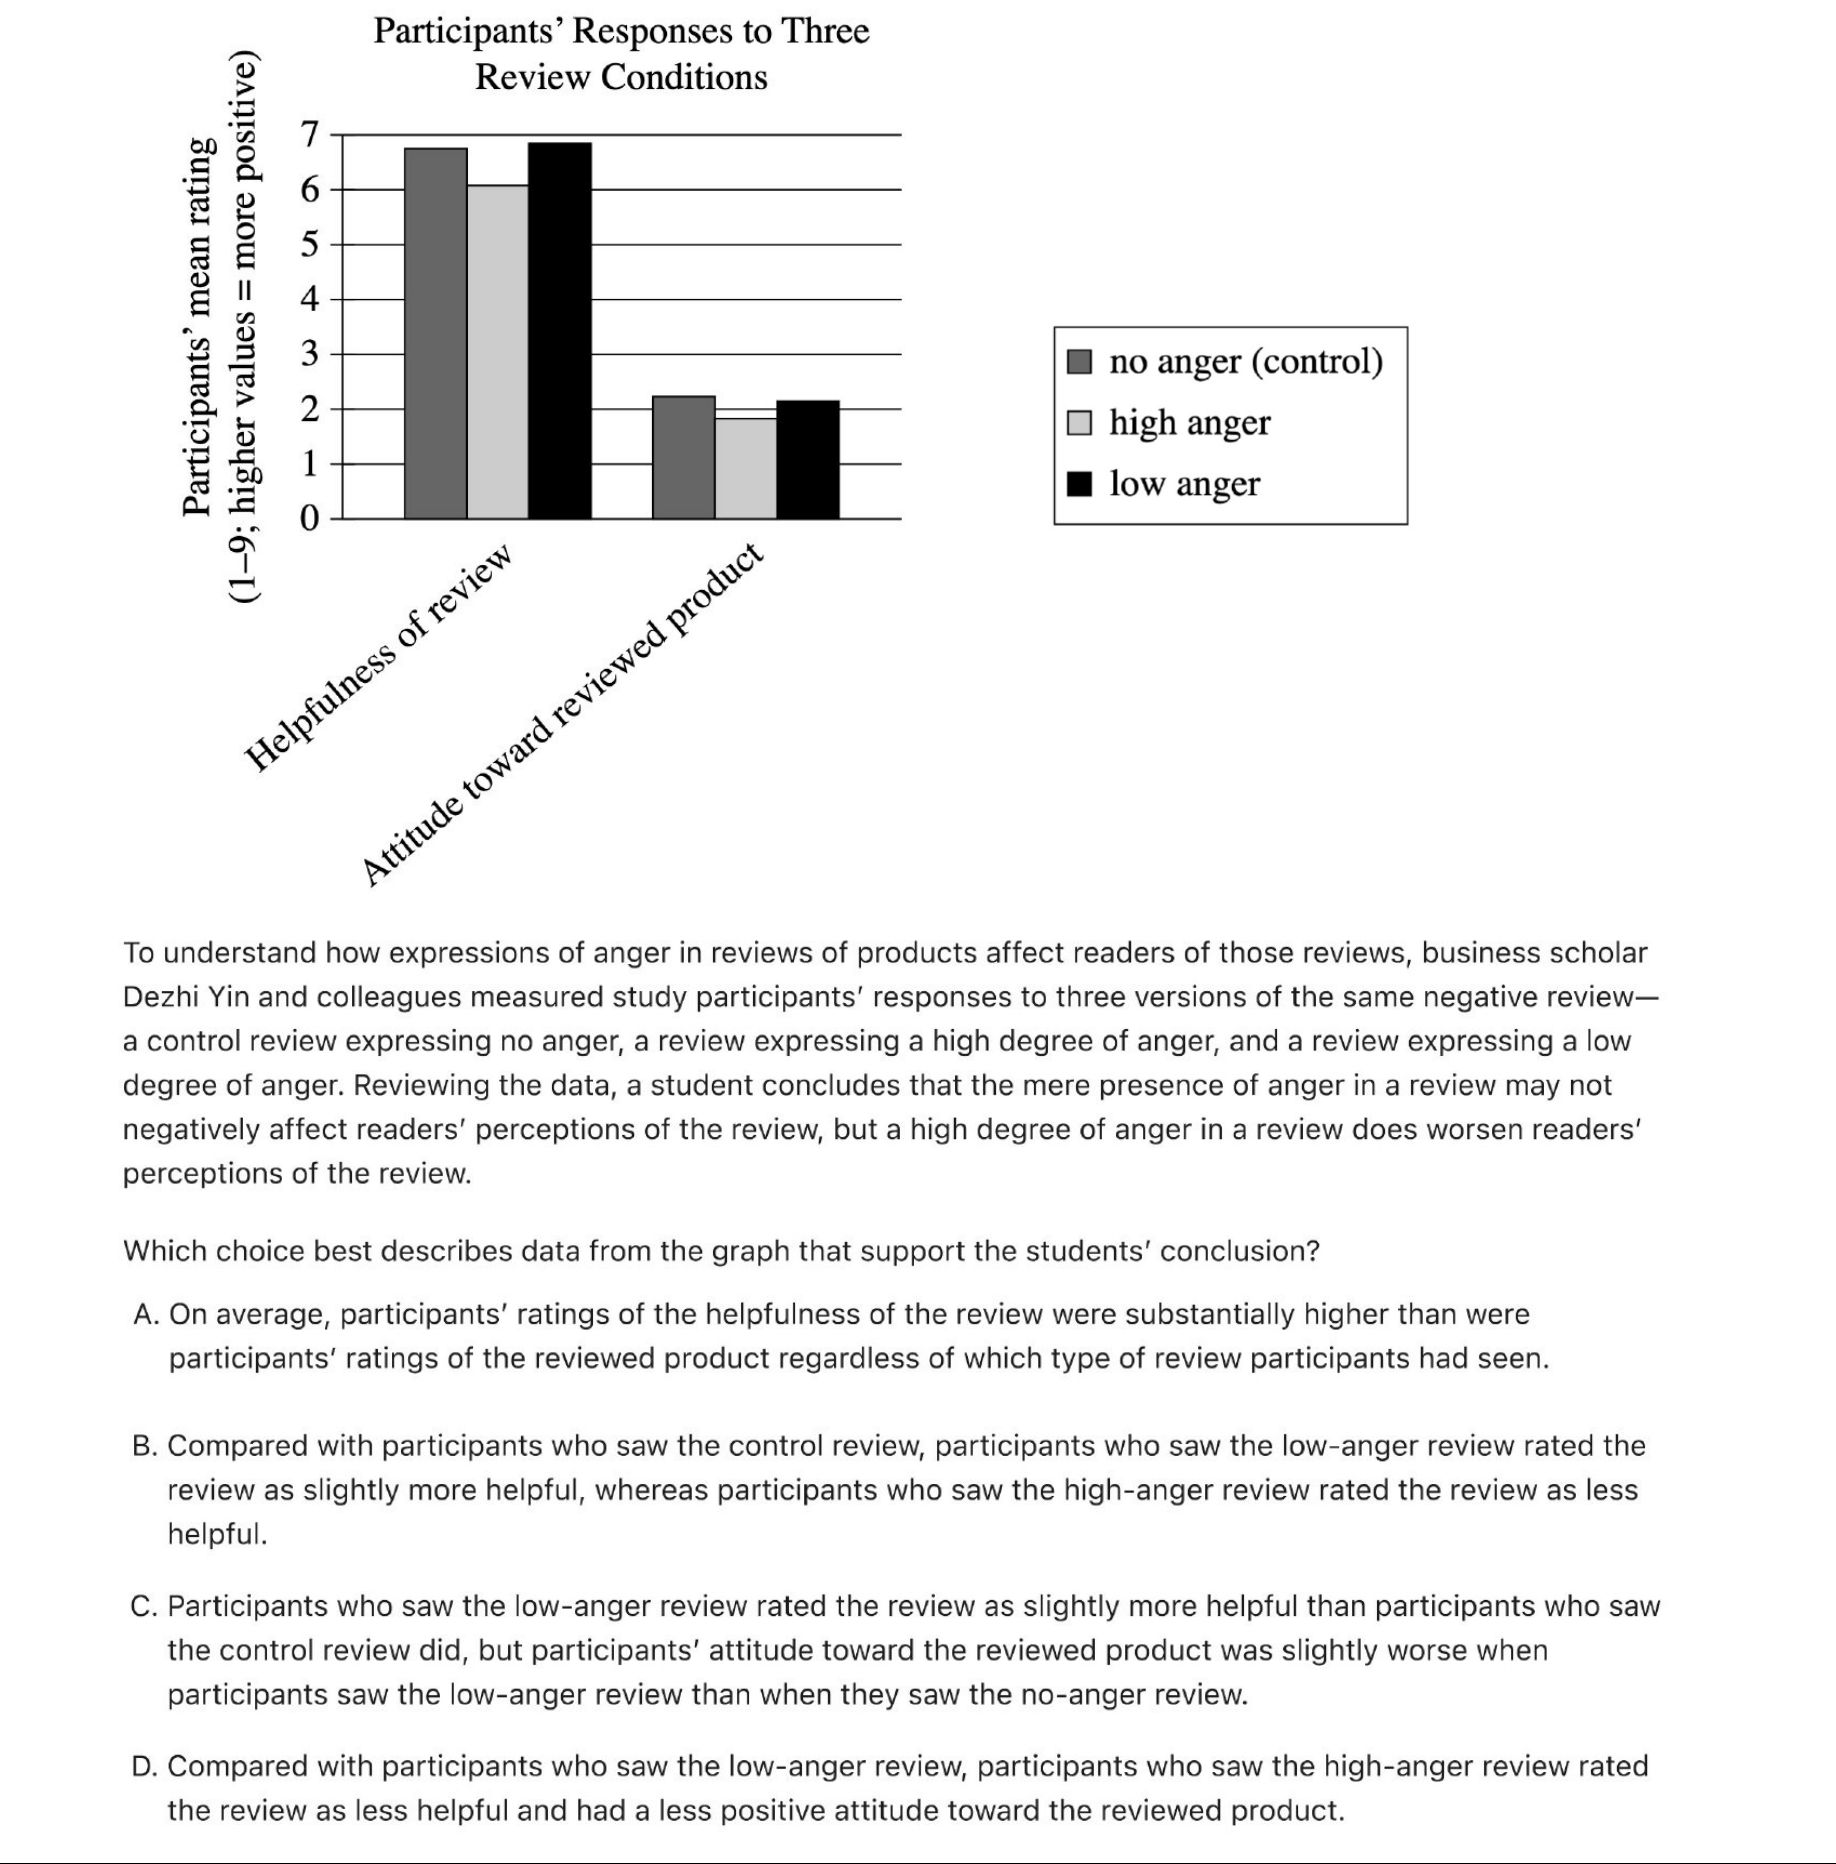 Participants’ Responses to Three
Review Conditions
Participants’ mean rating
(1–9; higher values = more positive)
7
6
5
4
3
2
1
0
Helpfulness of review
Attitude toward reviewed product
no anger (control)
high anger
low anger
To understand how expressions of anger in reviews of products affect readers of those reviews, business scholar
Dezhi Yin and colleagues measured study participants’ responses to three versions of the same negative review—
a control review expressing no anger, a review expressing a high degree of anger, and a review expressing a low
degree of anger. Reviewing the data, a student concludes that the mere presence of anger in a review may not
negatively affect readers’ perceptions of the review, but a high degree of anger in a review does worsen readers’
perceptions of the review.
Which choice best describes data from the graph that support the students’ conclusion?
A. On average, participants’ ratings of the helpfulness of the review were substantially higher than were
participants’ ratings of the reviewed product regardless of which type of review participants had seen.
B. Compared with participants who saw the control review, participants who saw the low-anger review rated the
review as slightly more helpful, whereas participants who saw the high-anger review rated the review as less
helpful.
C. Participants who saw the low-anger review rated the review as slightly more helpful than participants who saw
the control review did, but participants’ attitude toward the reviewed product was slightly worse when
participants saw the low-anger review than when they saw the no-anger review.
D. Compared with participants who saw the low-anger review, participants who saw the high-anger review rated
the review as less helpful and had a less positive attitude toward the reviewed product.